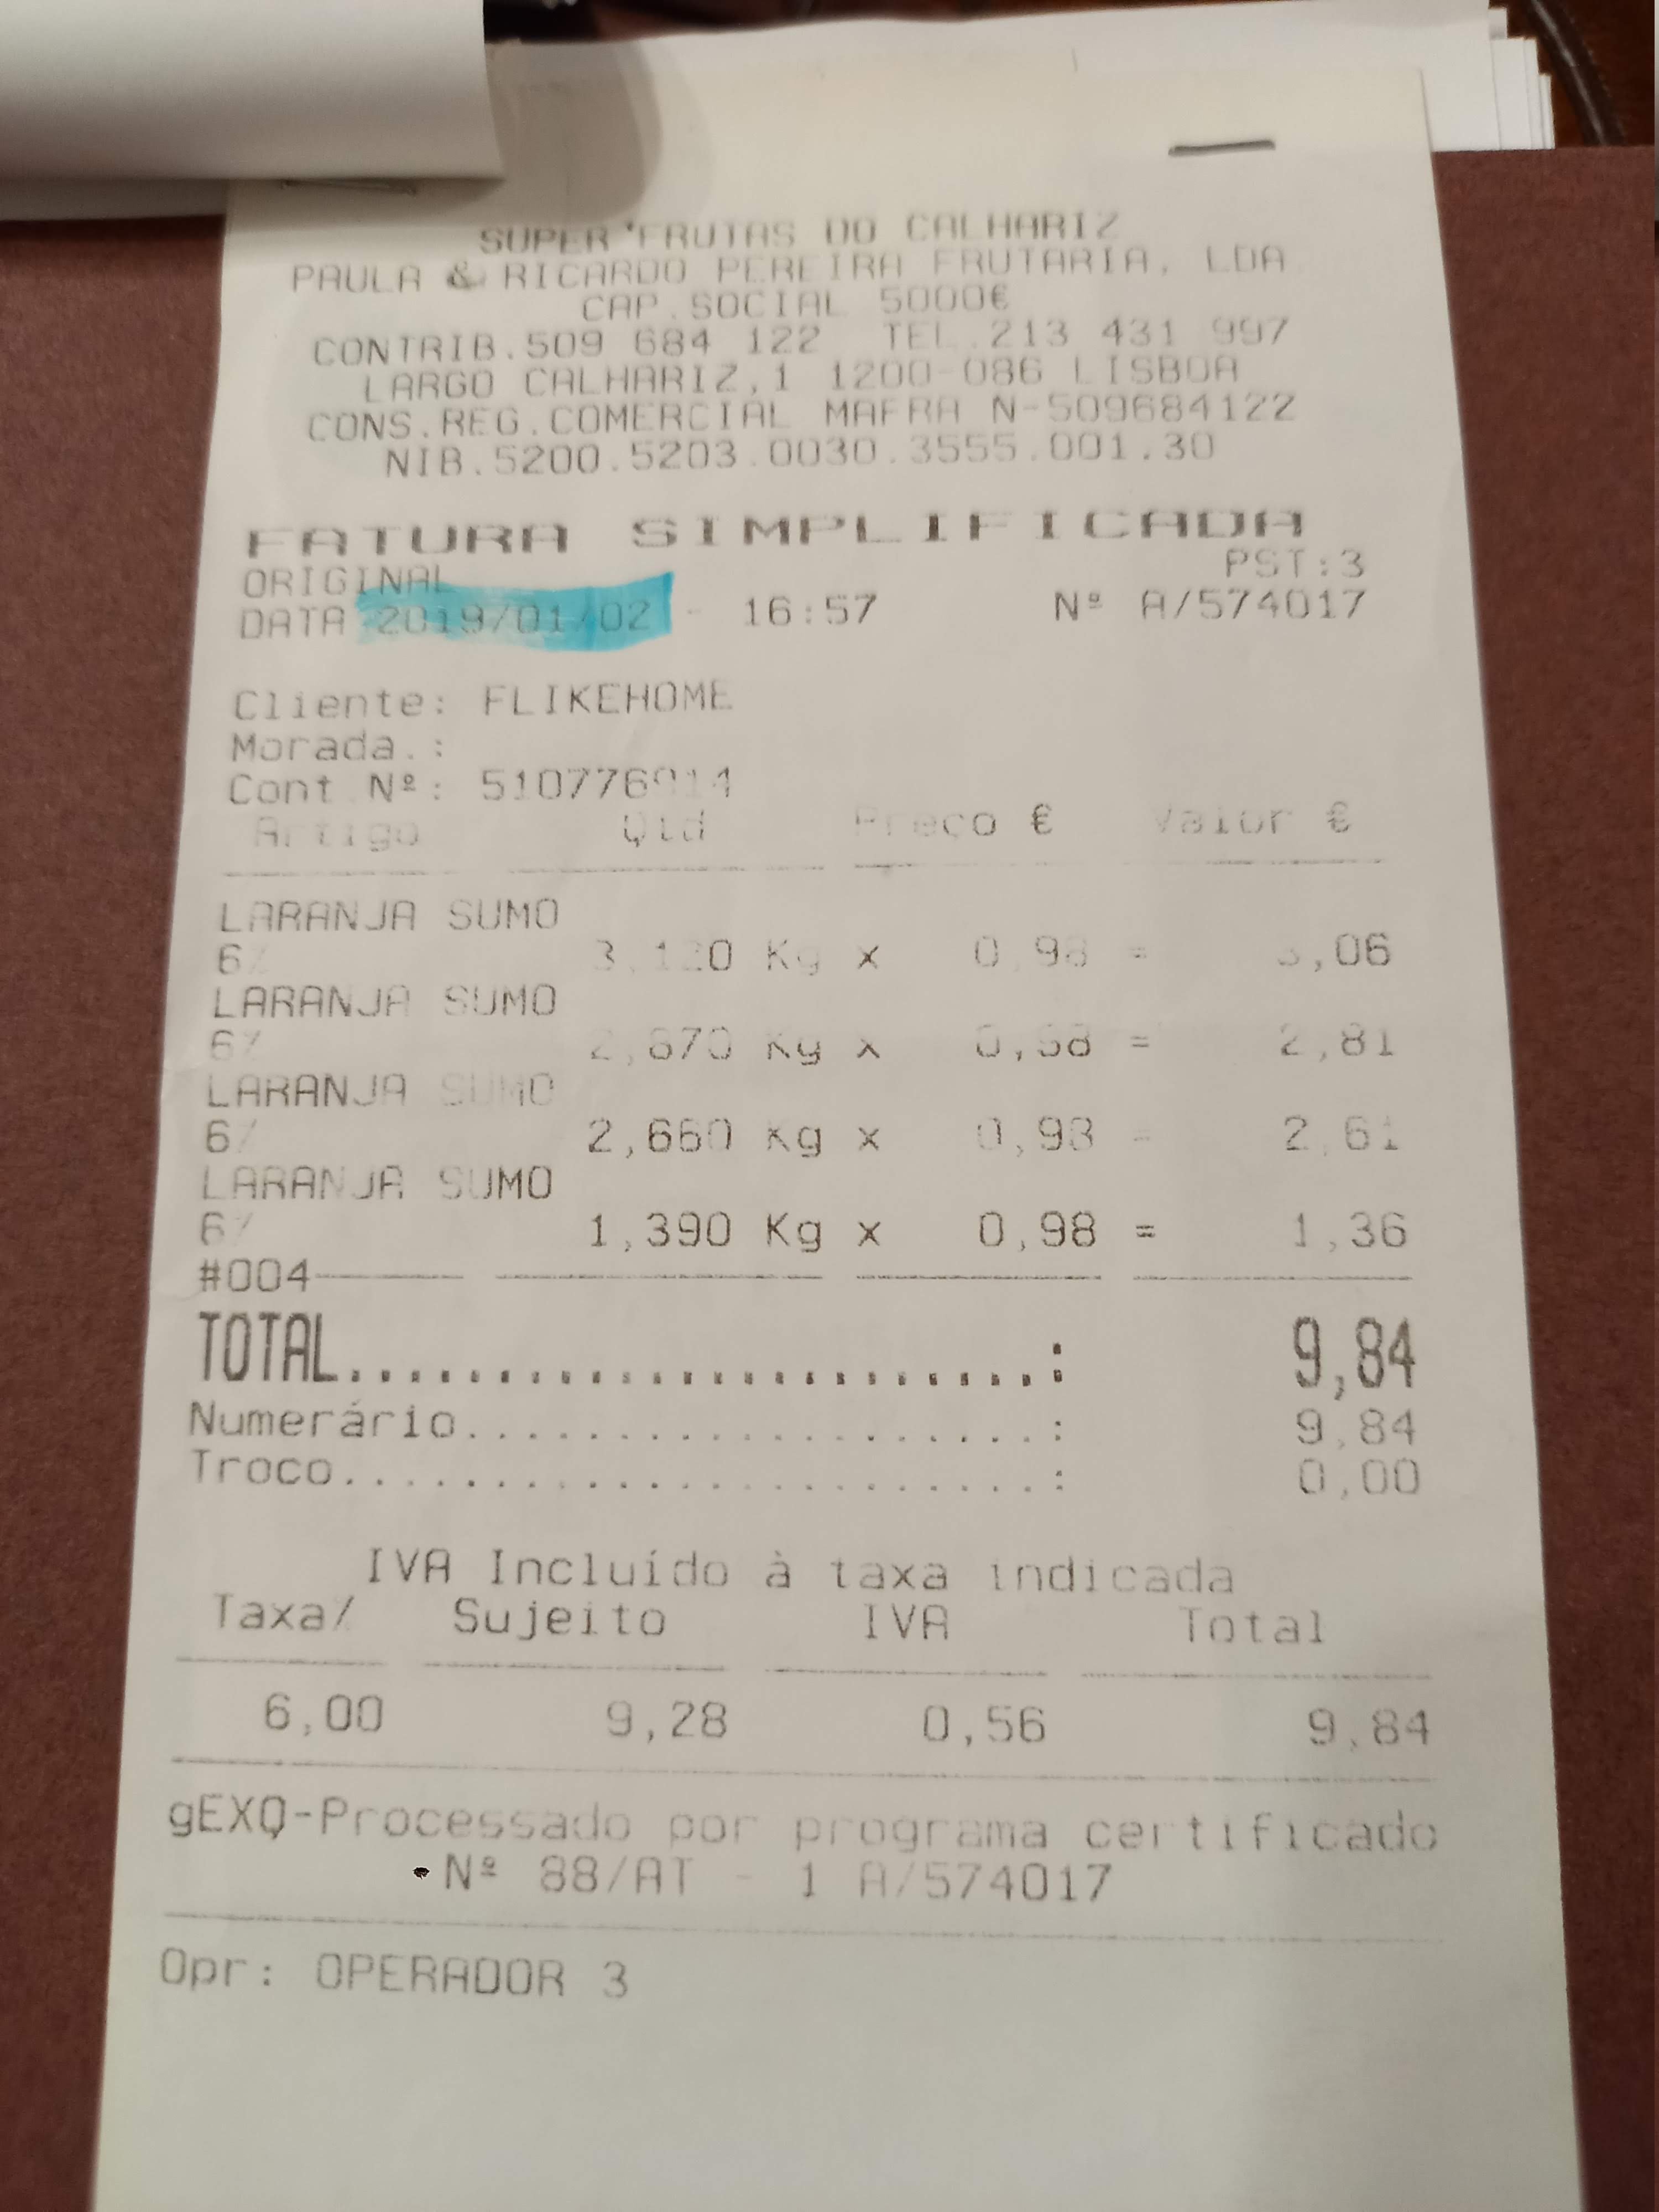 SUPER FRUTAS DO CALHARIZ
PAULA & RICARDO PEREIRA FRUTARIA, LDA
CAP.SOCIAL 5000€
CONTRIB.509 684 122 TEL.213 431 997
LARGO CALHARIZ,1 1200-086 LISBOA
CONS.REG.COMERCIAL MAFRA N-509684122
NIB.5200.5203.0030.3555.001.30
FATURA SIMPLIFICADA
PST:3
ORIGINAL
DATA 2019/01/02 - 16:57 Nº A/574017
Cliente: FLIKEHOME
Morada.:
Cont Nº:
Artigo Qtd Preço € Valor €
LARANJA SUMO
6% 3,120 Kg x 0,98 = 3,06
LARANJA SUMO
6% 2,870 Kg x 0,98 = 2,81
LARANJA SUMO
6% 2,660 Kg x 0,98 = 2,61
LARANJA SUMO
6% 1,390 Kg x 0,98 = 1,36
#004
TOTAL........................: 9,84
Numerário...................: 9,84
Troco........................: 0,00
IVA Incluído à taxa indicada
Taxa% Sujeito IVA Total
6,00 9,28 0,56 9,84
gEXQ-Processado por programa certificado
Nº 88/AT - 1 A/574017
Opr: OPERADOR 3